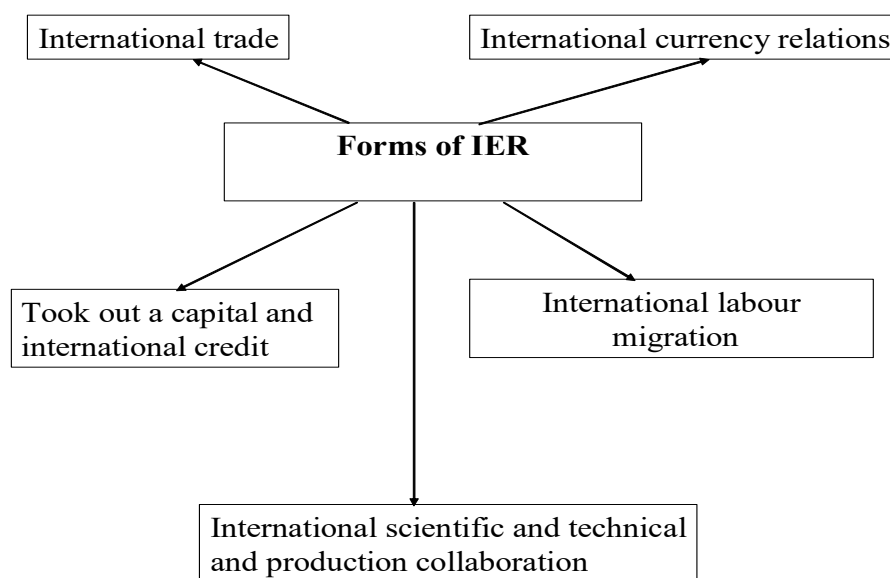 International trade
International currency relations
Forms of IER
Took out a capital and
international credit
International labour
migration
International scientific and technical
and production collaboration